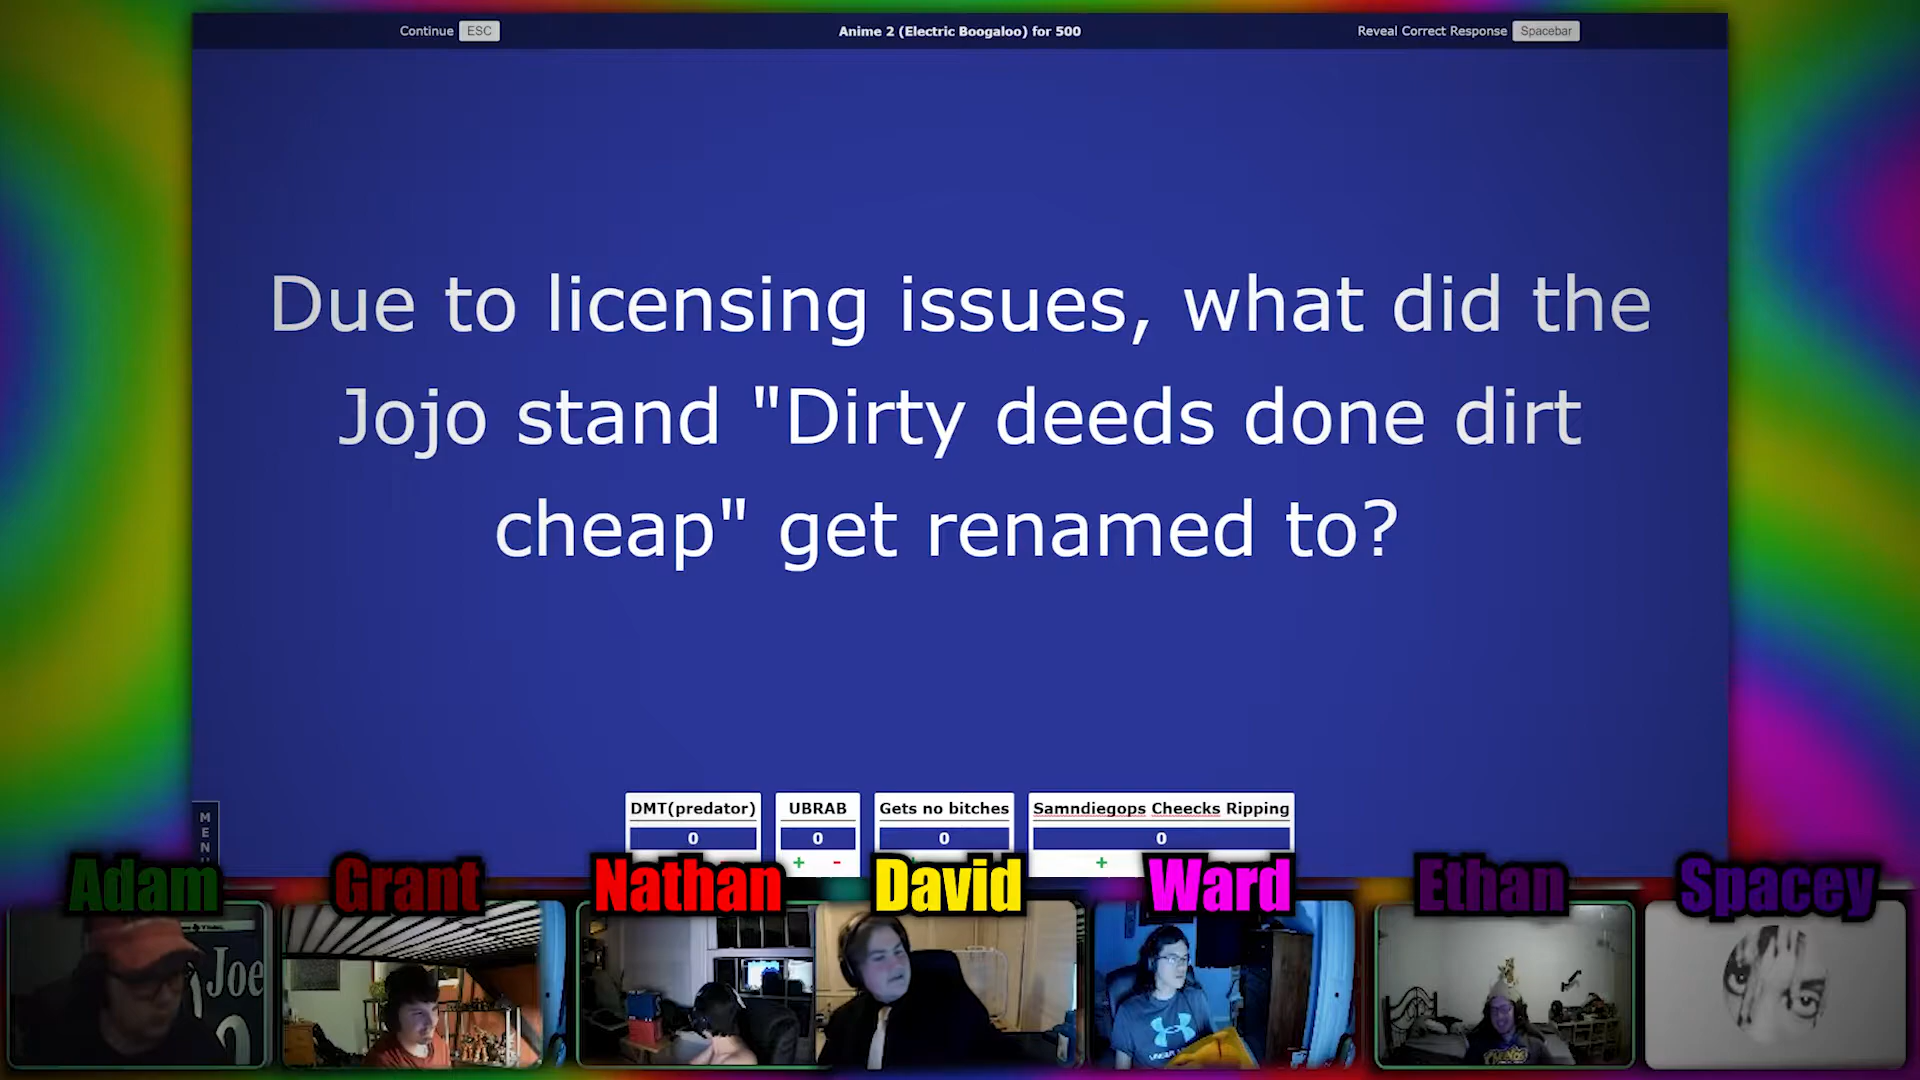 Continue ESC
Anime 2 (Electric Boogaloo) for 500
Reveal Correct Response Spacebar
Due to licensing issues, what did the
Jojo stand "Dirty deeds done dirt
cheap" get renamed to?
MEN
DMT(predator) UBRAB Gets no bitches Samndiegops Cheecks Ripping
0 0 0 0
+ - +
Adam Grant Nathan David Ward Ethan Spacey
Joe